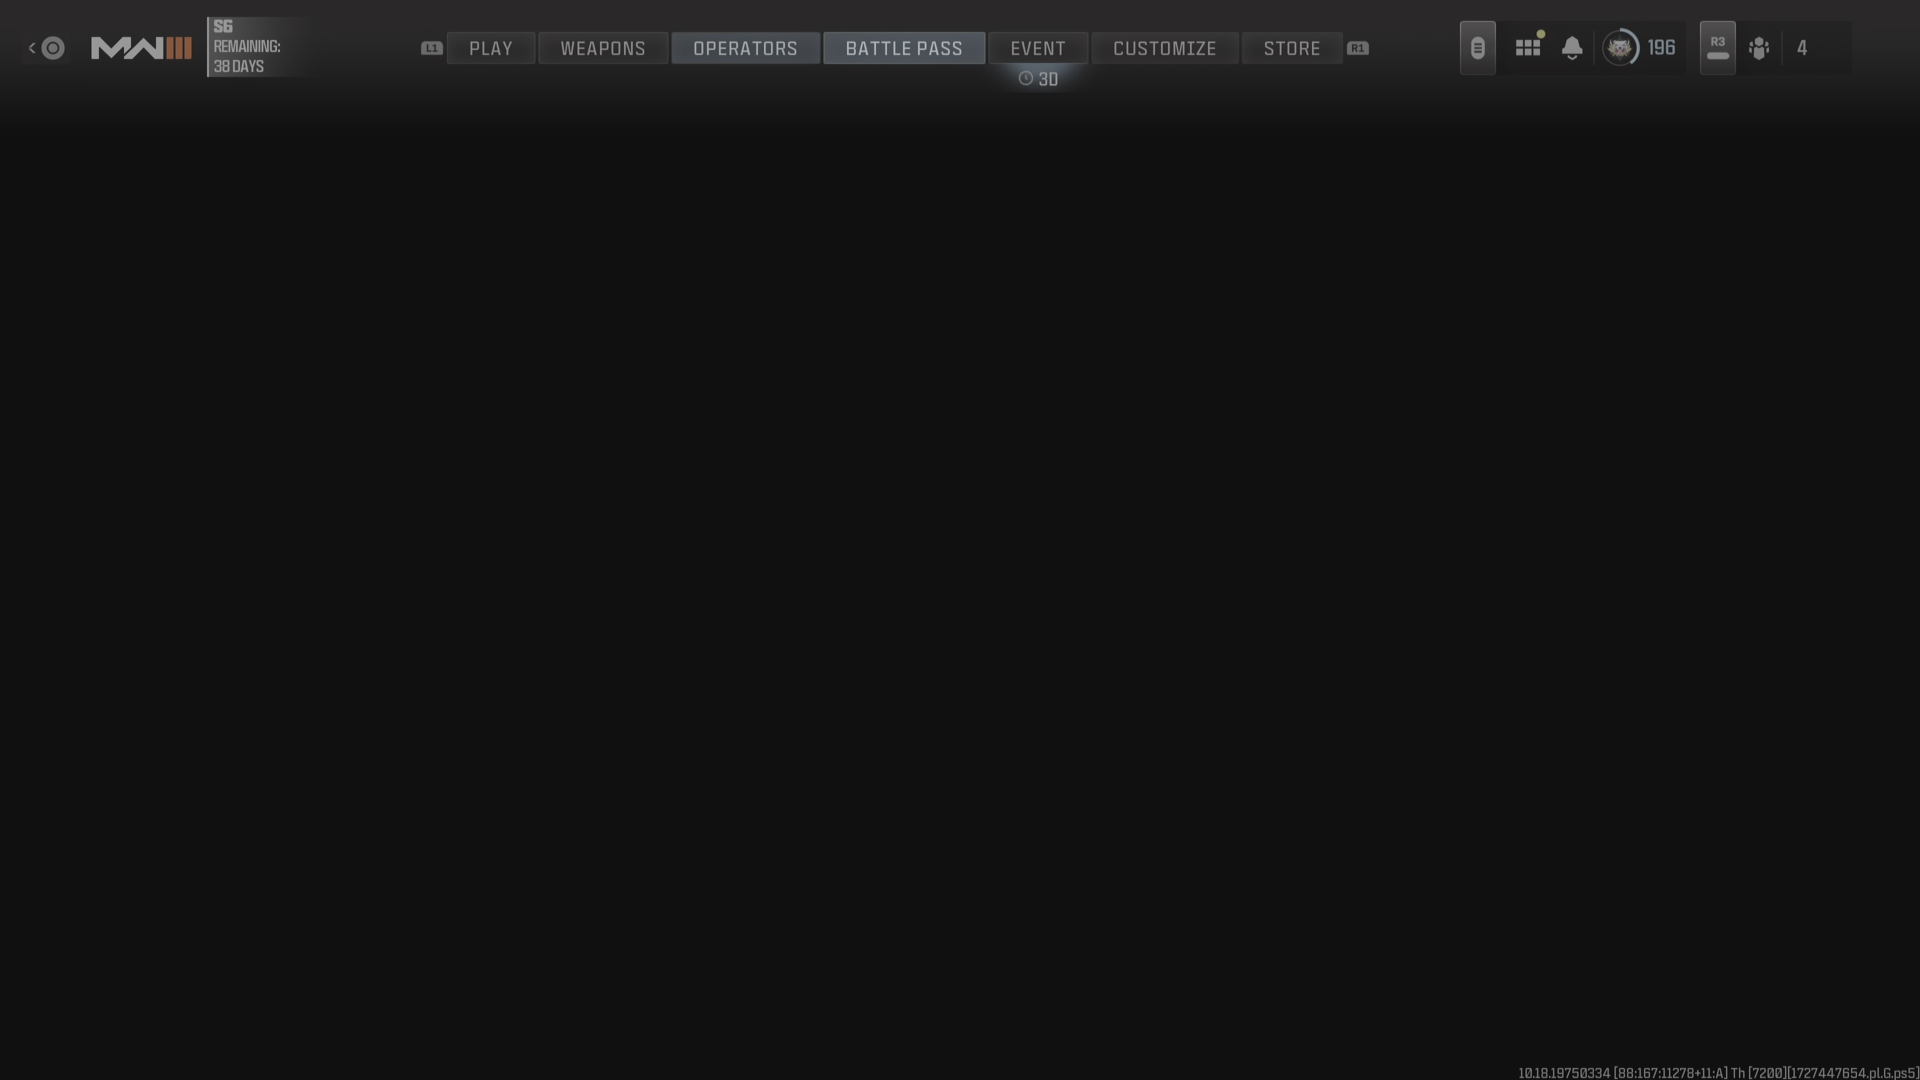 S6
REMAINING:
38 DAYS
MWIII
L1
PLAY
WEAPONS
OPERATORS
BATTLE PASS
EVENT
CUSTOMIZE
STORE
R1
3D
196
R3
4
10.18.19750334 [88:167:11278+11:A] Th [7200][1727447654.pl.G.ps5]